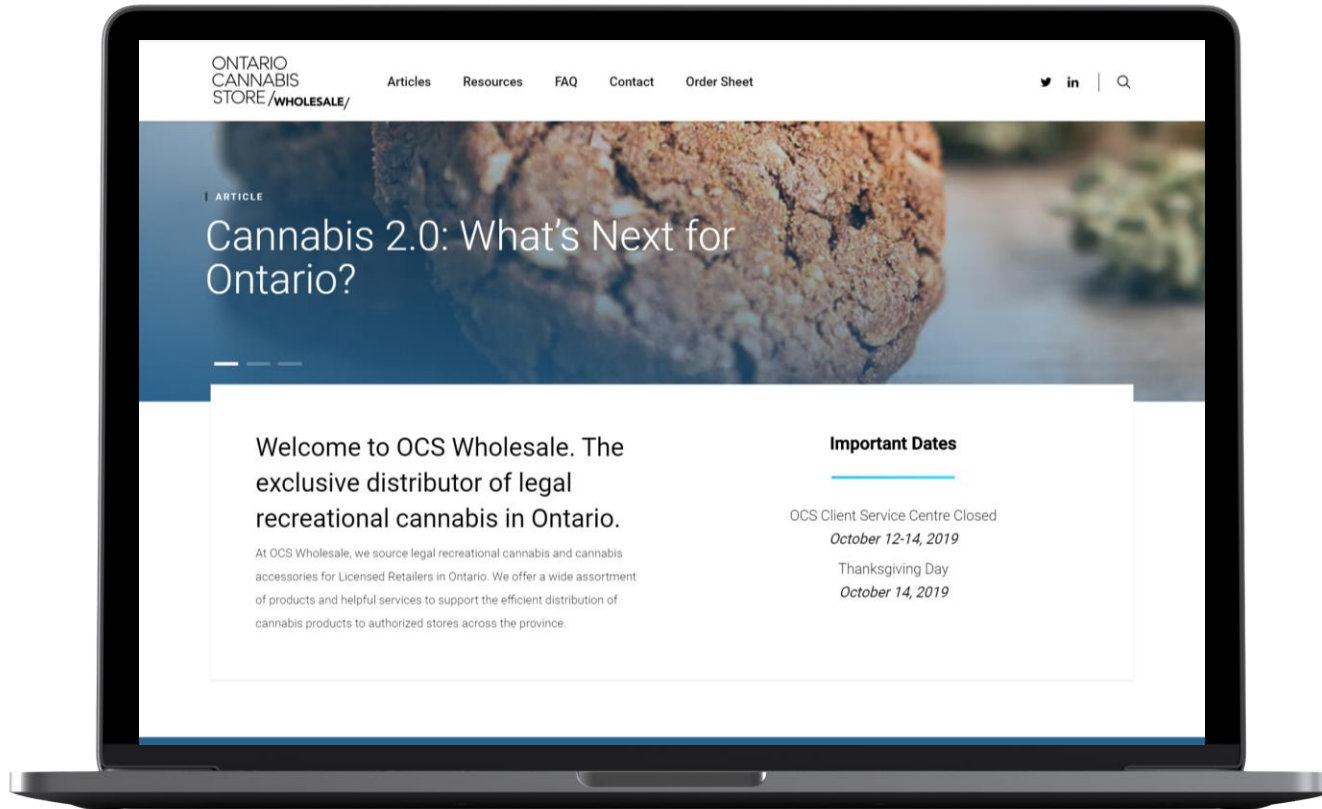 ONTARIO
CANNABIS
STORE /WHOLESALE/
Articles Resources FAQ Contact Order Sheet
in
ARTICLE
Cannabis 2.0: What's Next for
Ontario?
Welcome to OCS Wholesale. The
exclusive distributor of legal
recreational cannabis in Ontario.
At OCS Wholesale, we source legal recreational cannabis and cannabis
accessories for Licensed Retailers in Ontario. We offer a wide assortment
of products and helpful services to support the efficient distribution of
cannabis products to authorized stores across the province.
Important Dates
OCS Client Service Centre Closed
October 12-14, 2019
Thanksgiving Day
October 14, 2019